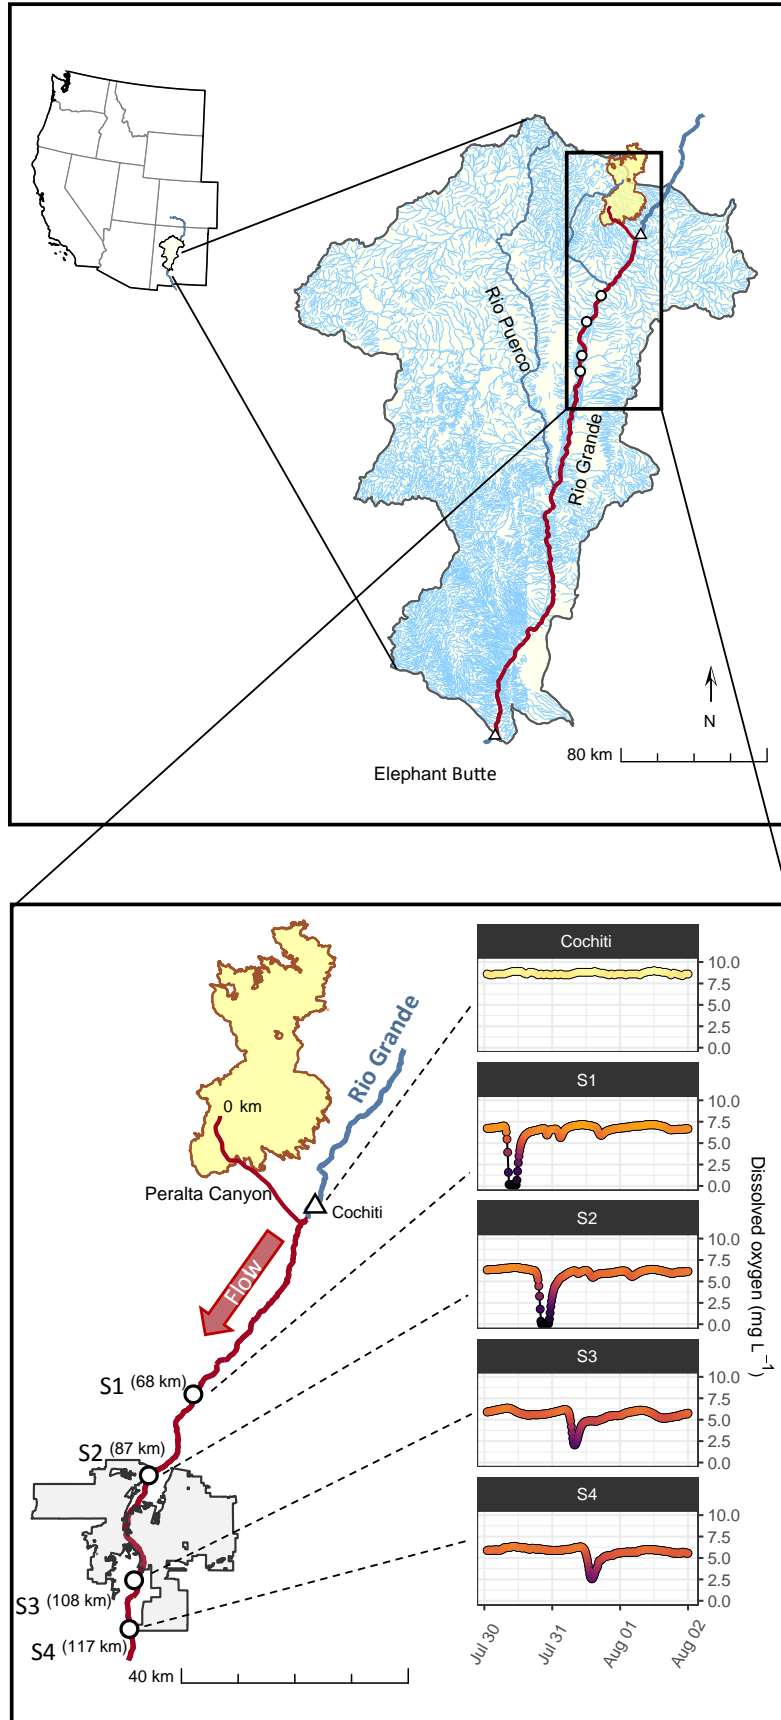 Rio Puerco
Rio Grande
N
80 km
Elephant Butte
Rio Grande
0 km
Peralta Canyon
Cochiti
Flow
S1 (68 km)
S2 (87 km)
S3 (108 km)
S4 (117 km)
40 km
Cochiti
10.0
7.5
5.0
2.5
0.0
S1
10.0
7.5
5.0
2.5
0.0
S2
10.0
7.5
5.0
2.5
0.0
S3
10.0
7.5
5.0
2.5
0.0
S4
10.0
7.5
5.0
2.5
0.0
Dissolved oxygen (mg L⁻¹)
Jul 30
Jul 31
Aug 01
Aug 02